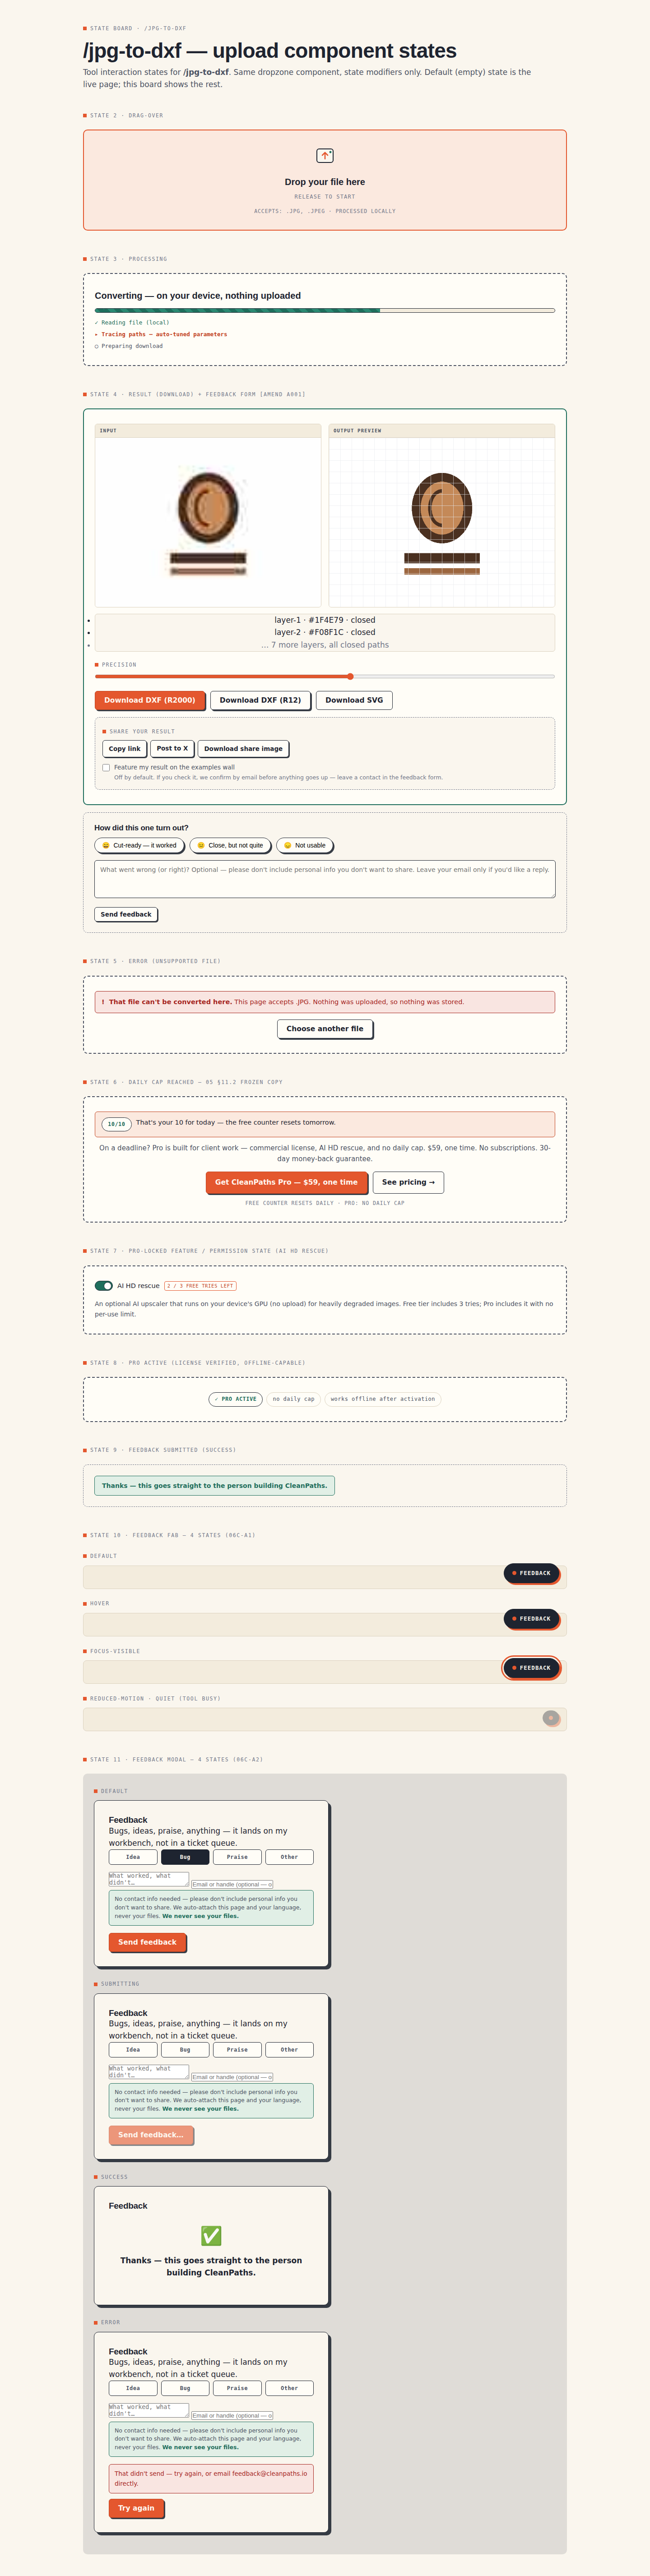 STATE BOARD · /JPG-TO-DXF
/jpg-to-dxf — upload component states
Tool interaction states for /jpg-to-dxf. Same dropzone component, state modifiers only. Default (empty) state is the
live page; this board shows the rest.
STATE 2 · DRAG-OVER
Drop your file here
RELEASE TO START
ACCEPTS: .JPG, .JPEG · PROCESSED LOCALLY
STATE 3 · PROCESSING
Converting — on your device, nothing uploaded
✓ Reading file (local)
▸ Tracing paths — auto-tuned parameters
○ Preparing download
STATE 4 · RESULT (DOWNLOAD) + FEEDBACK FORM [AMEND A001]
INPUT
OUTPUT PREVIEW
layer-1 · #1F4E79 · closed
layer-2 · #F08F1C · closed
… 7 more layers, all closed paths
PRECISION
Download DXF (R2000)
Download DXF (R12)
Download SVG
SHARE YOUR RESULT
Copy link
Post to X
Download share image
Feature my result on the examples wall
Off by default. If you check it, we confirm by email before anything goes up — leave a contact in the feedback form.
How did this one turn out?
😀 Cut-ready — it worked
😐 Close, but not quite
😞 Not usable
What went wrong (or right)? Optional — please don't include personal info you don't want to share. Leave your email only if you'd like a reply.
Send feedback
STATE 5 · ERROR (UNSUPPORTED FILE)
! That file can't be converted here. This page accepts .JPG. Nothing was uploaded, so nothing was stored.
Choose another file
STATE 6 · DAILY CAP REACHED — 05 §11.2 FROZEN COPY
10/10 That's your 10 for today — the free counter resets tomorrow.
On a deadline? Pro is built for client work — commercial license, AI HD rescue, and no daily cap. $59, one time. No subscriptions. 30-
day money-back guarantee.
Get CleanPaths Pro — $59, one time
See pricing →
FREE COUNTER RESETS DAILY · PRO: NO DAILY CAP
STATE 7 · PRO-LOCKED FEATURE / PERMISSION STATE (AI HD RESCUE)
AI HD rescue 2 / 3 FREE TRIES LEFT
An optional AI upscaler that runs on your device's GPU (no upload) for heavily degraded images. Free tier includes 3 tries; Pro includes it with no
per-use limit.
STATE 8 · PRO ACTIVE (LICENSE VERIFIED, OFFLINE-CAPABLE)
✓ PRO ACTIVE
no daily cap
works offline after activation
STATE 9 · FEEDBACK SUBMITTED (SUCCESS)
Thanks — this goes straight to the person building CleanPaths.
STATE 10 · FEEDBACK FAB — 4 STATES (06C-A1)
DEFAULT
FEEDBACK
HOVER
FEEDBACK
FOCUS-VISIBLE
FEEDBACK
REDUCED-MOTION · QUIET (TOOL BUSY)
STATE 11 · FEEDBACK MODAL — 4 STATES (06C-A2)
DEFAULT
Feedback
Bugs, ideas, praise, anything — it lands on my
workbench, not in a ticket queue.
Idea
Bug
Praise
Other
What worked, what
didn't…
Email or handle (optional — o
No contact info needed — please don't include personal info you
don't want to share. We auto-attach this page and your language,
never your files. We never see your files.
Send feedback
SUBMITTING
Feedback
Bugs, ideas, praise, anything — it lands on my
workbench, not in a ticket queue.
Idea
Bug
Praise
Other
What worked, what
didn't…
Email or handle (optional — o
No contact info needed — please don't include personal info you
don't want to share. We auto-attach this page and your language,
never your files. We never see your files.
Send feedback…
SUCCESS
Feedback
Thanks — this goes straight to the person
building CleanPaths.
ERROR
Feedback
Bugs, ideas, praise, anything — it lands on my
workbench, not in a ticket queue.
Idea
Bug
Praise
Other
What worked, what
didn't…
Email or handle (optional — o
No contact info needed — please don't include personal info you
don't want to share. We auto-attach this page and your language,
never your files. We never see your files.
That didn't send — try again, or email feedback@cleanpaths.io
directly.
Try again